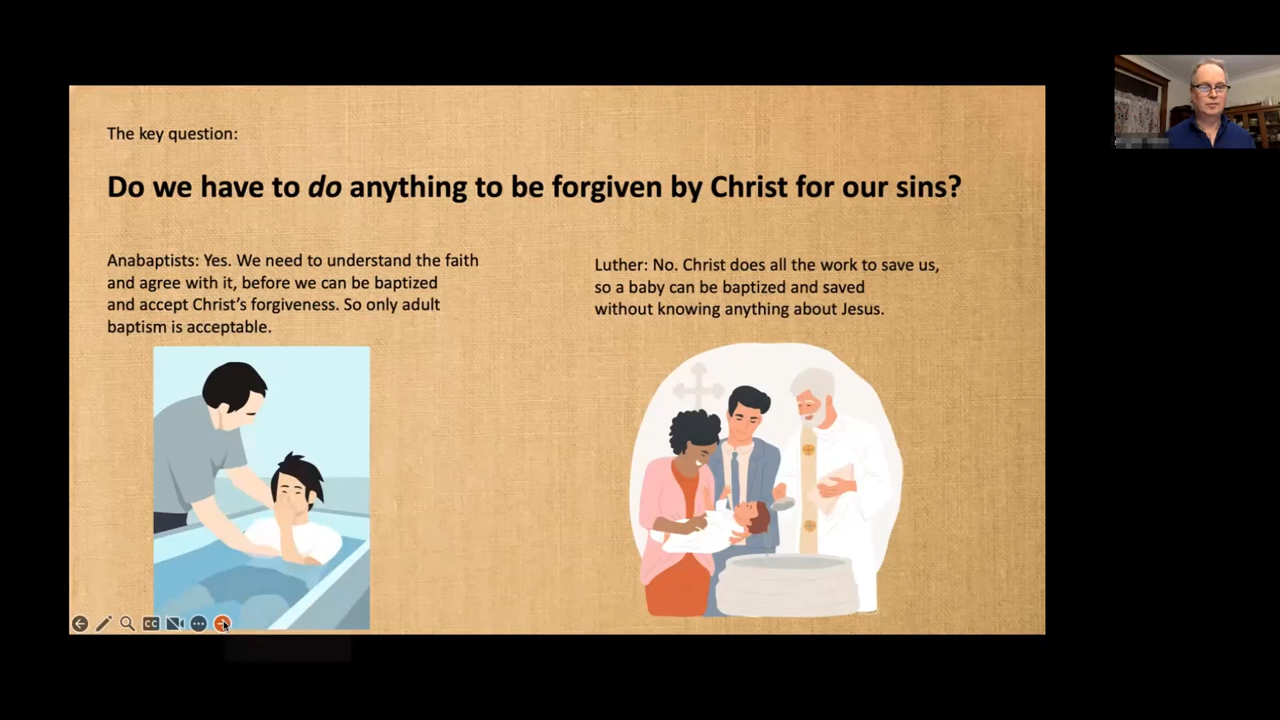 The key question:
Do we have to do anything to be forgiven by Christ for our sins?
Anabaptists: Yes. We need to understand the faith
and agree with it, before we can be baptized
and accept Christ's forgiveness. So only adult
baptism is acceptable.
Luther: No. Christ does all the work to save us,
so a baby can be baptized and saved
without knowing anything about Jesus.
CC